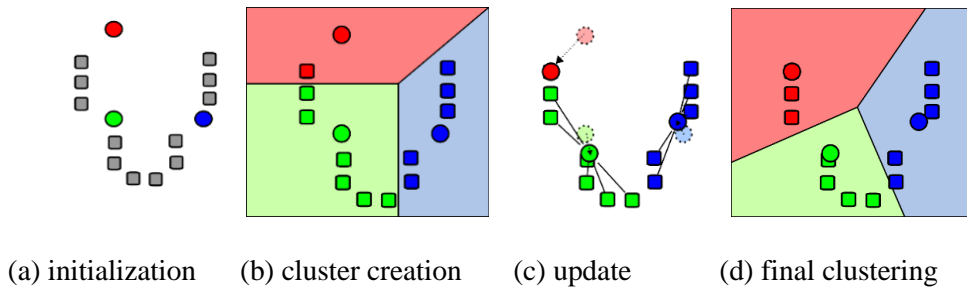 (a) initialization (b) cluster creation (c) update (d) final clustering